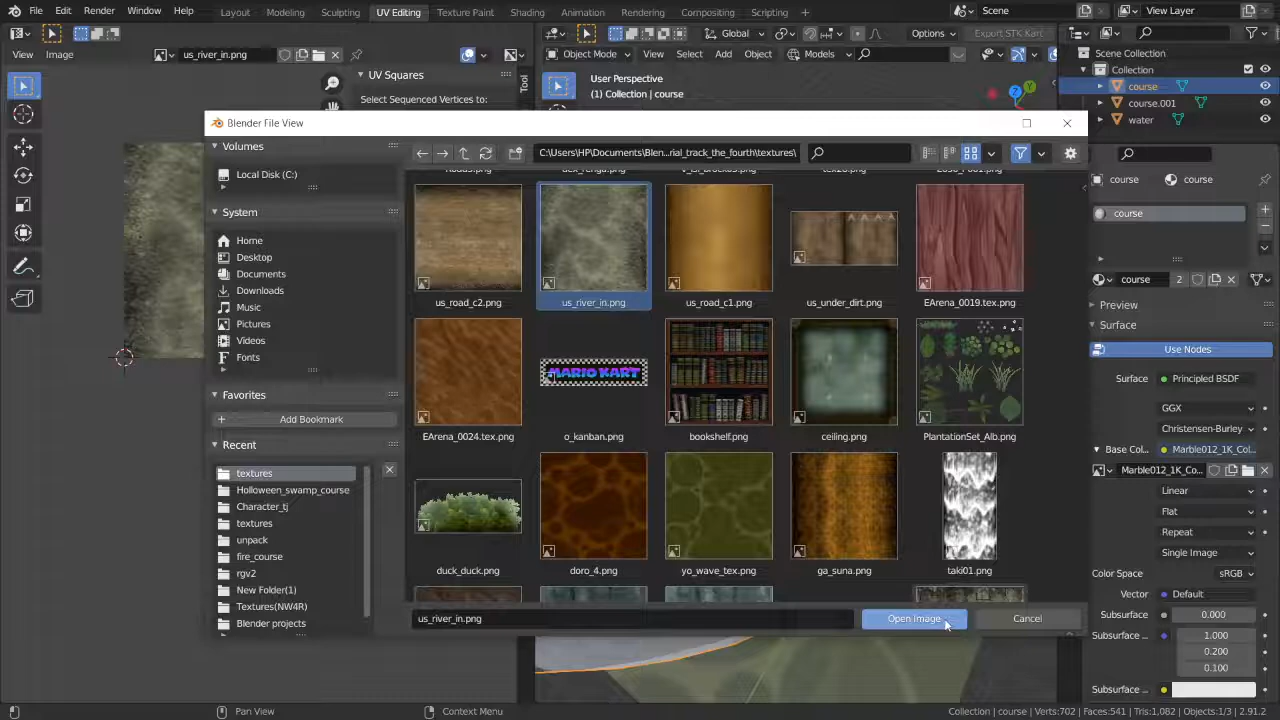 File Edit Render Window Help Layout Modeling Sculpting UV Editing Texture Paint Shading Animation Rendering Compositing Scripting + Scene View Layer
Object Mode View Select Add Object Global Models Options Export STK Kart
View Image us_river_in.png
UV Squares
Select Sequenced Vertices to:
Tool
User Perspective
(1) Collection | course
Z
Y
Scene Collection
Collection
course
course.001
water
Blender File View
Volumes
Local Disk (C:)
System
Home
Desktop
Documents
Downloads
Music
Pictures
Videos
Fonts
Favorites
Add Bookmark
Recent
textures
Holloween_swamp_course
Character_tj
textures
unpack
fire_course
rgv2
New Folder(1)
Textures(NW4R)
Blender projects
C:\Users\HP\Documents\Blen...rial_track_the_fourth\textures\
us_road_c2.png us_river_in.png us_road_c1.png us_under_dirt.png EArena_0019.tex.png
MARIO KART
EArena_0024.tex.png o_kanban.png bookshelf.png ceiling.png PlantationSet_Alb.png
duck_duck.png doro_4.png yo_wave_tex.png ga_suna.png taki01.png
us_river_in.png
Open Image
Cancel
course course
course
course 2
Preview
Surface
Use Nodes
Surface Principled BSDF
GGX
Christensen-Burley
Base Col... Marble012_1K_Co...
Marble012_1K_Co...
Linear
Flat
Repeat
Single Image
Color Space sRGB
Vector Default
Subsurface 0.000
Subsurface .. 1.000
0.200
0.100
Subsurface ..
Pan View
Context Menu
Collection | course | Verts:702 | Faces:541 | Tris:1,082 | Objects:1/3 | 2.91.2